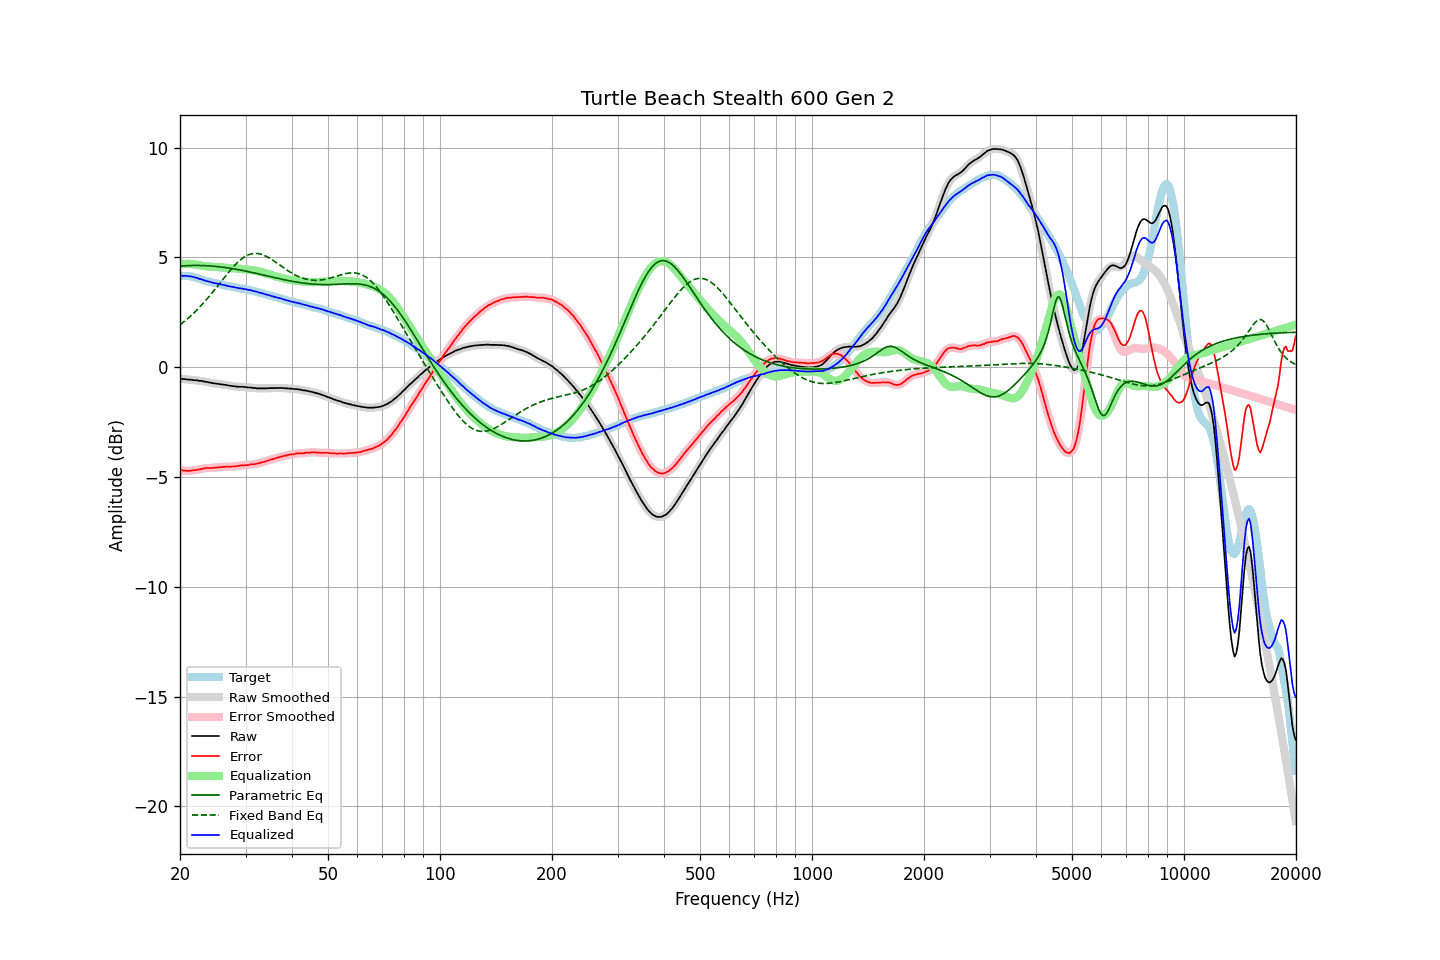 Turtle Beach Stealth 600 Gen 2
Amplitude (dBr)
10
5
0
−5
−10
−15
−20
Target
Raw Smoothed
Error Smoothed
Raw
Error
Equalization
Parametric Eq
Fixed Band Eq
Equalized
20 50 100 200 500 1000 2000 5000 10000 20000
Frequency (Hz)